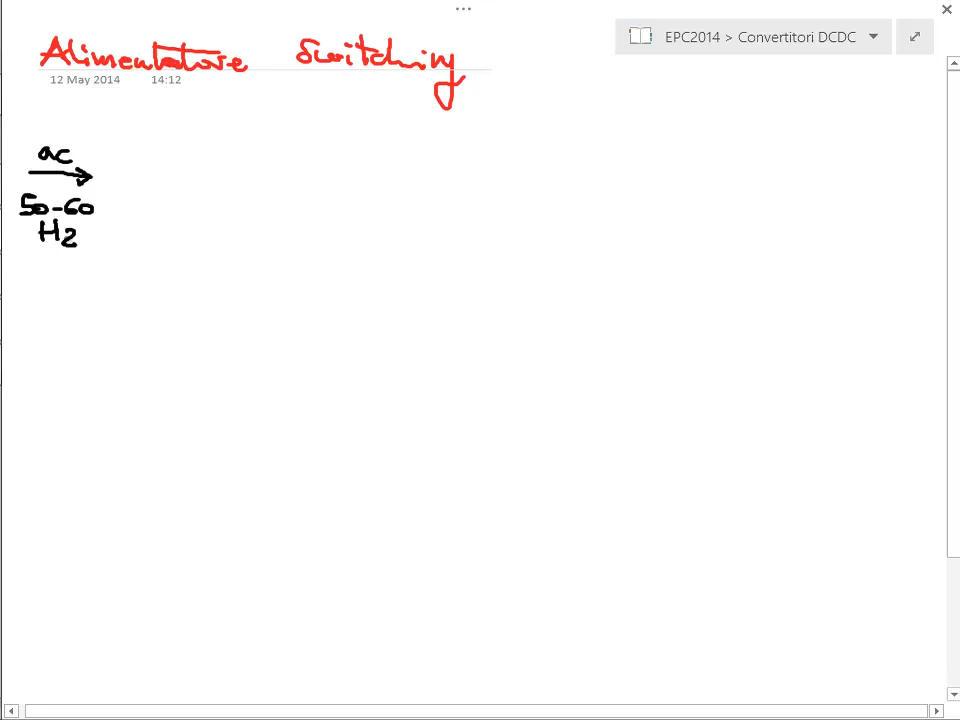 Alimentatore Switching
EPC2014 > Convertitori DCDC
12 May 2014 14:12
ac
50-60
Hz